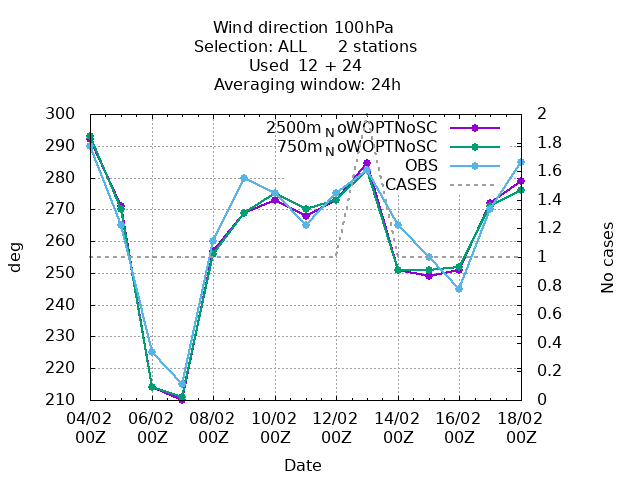 Wind direction 100hPa
Selection: ALL 2 stations
Used 12 + 24
Averaging window: 24h
300 2
2500m_NoWOPTNoSC
290 1.8
750m_NoWOPTNoSC
OBS
280 1.6
CASES
270 1.4
260 1.2
deg
250 1
No cases
240 0.8
230 0.6
220 0.4
210 0.2
0
04/02 06/02 08/02 10/02 12/02 14/02 16/02 18/02
00Z 00Z 00Z 00Z 00Z 00Z 00Z 00Z
Date